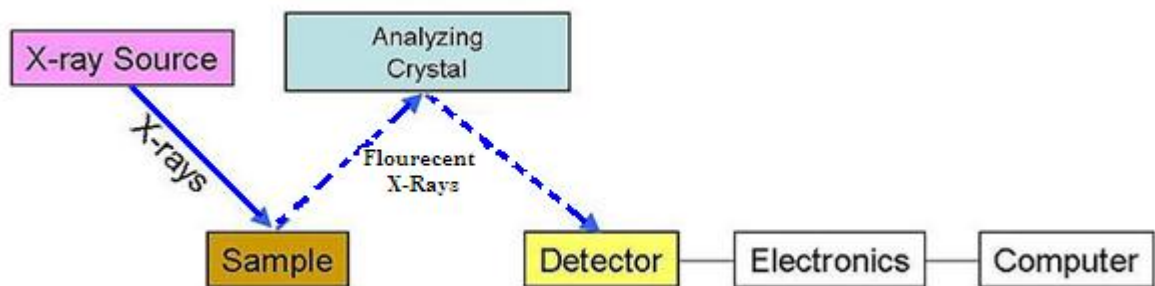 X-ray Source
Analyzing
Crystal
X-rays
Flourecent
X-Rays
Sample
Detector
Electronics
Computer